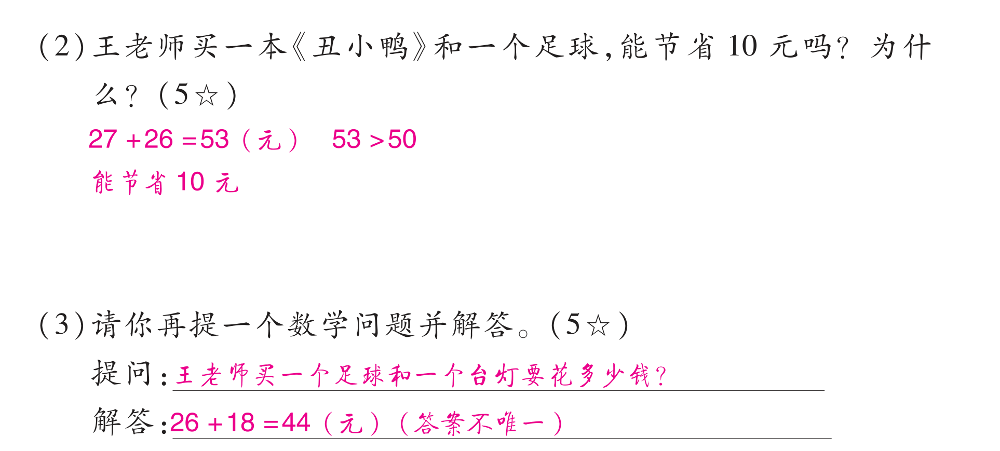 (2)王老师买一本《丑小鸭》和一个足球,能节省 10 元吗? 为什
么? (5☆)
27 +26 =53（元） 53 >50
能节省 10 元
(3)请你再提一个数学问题并解答。(5☆)
提问:王老师买一个足球和一个台灯要花多少钱?
解答:26 +18 =44（元）（答案不唯一）